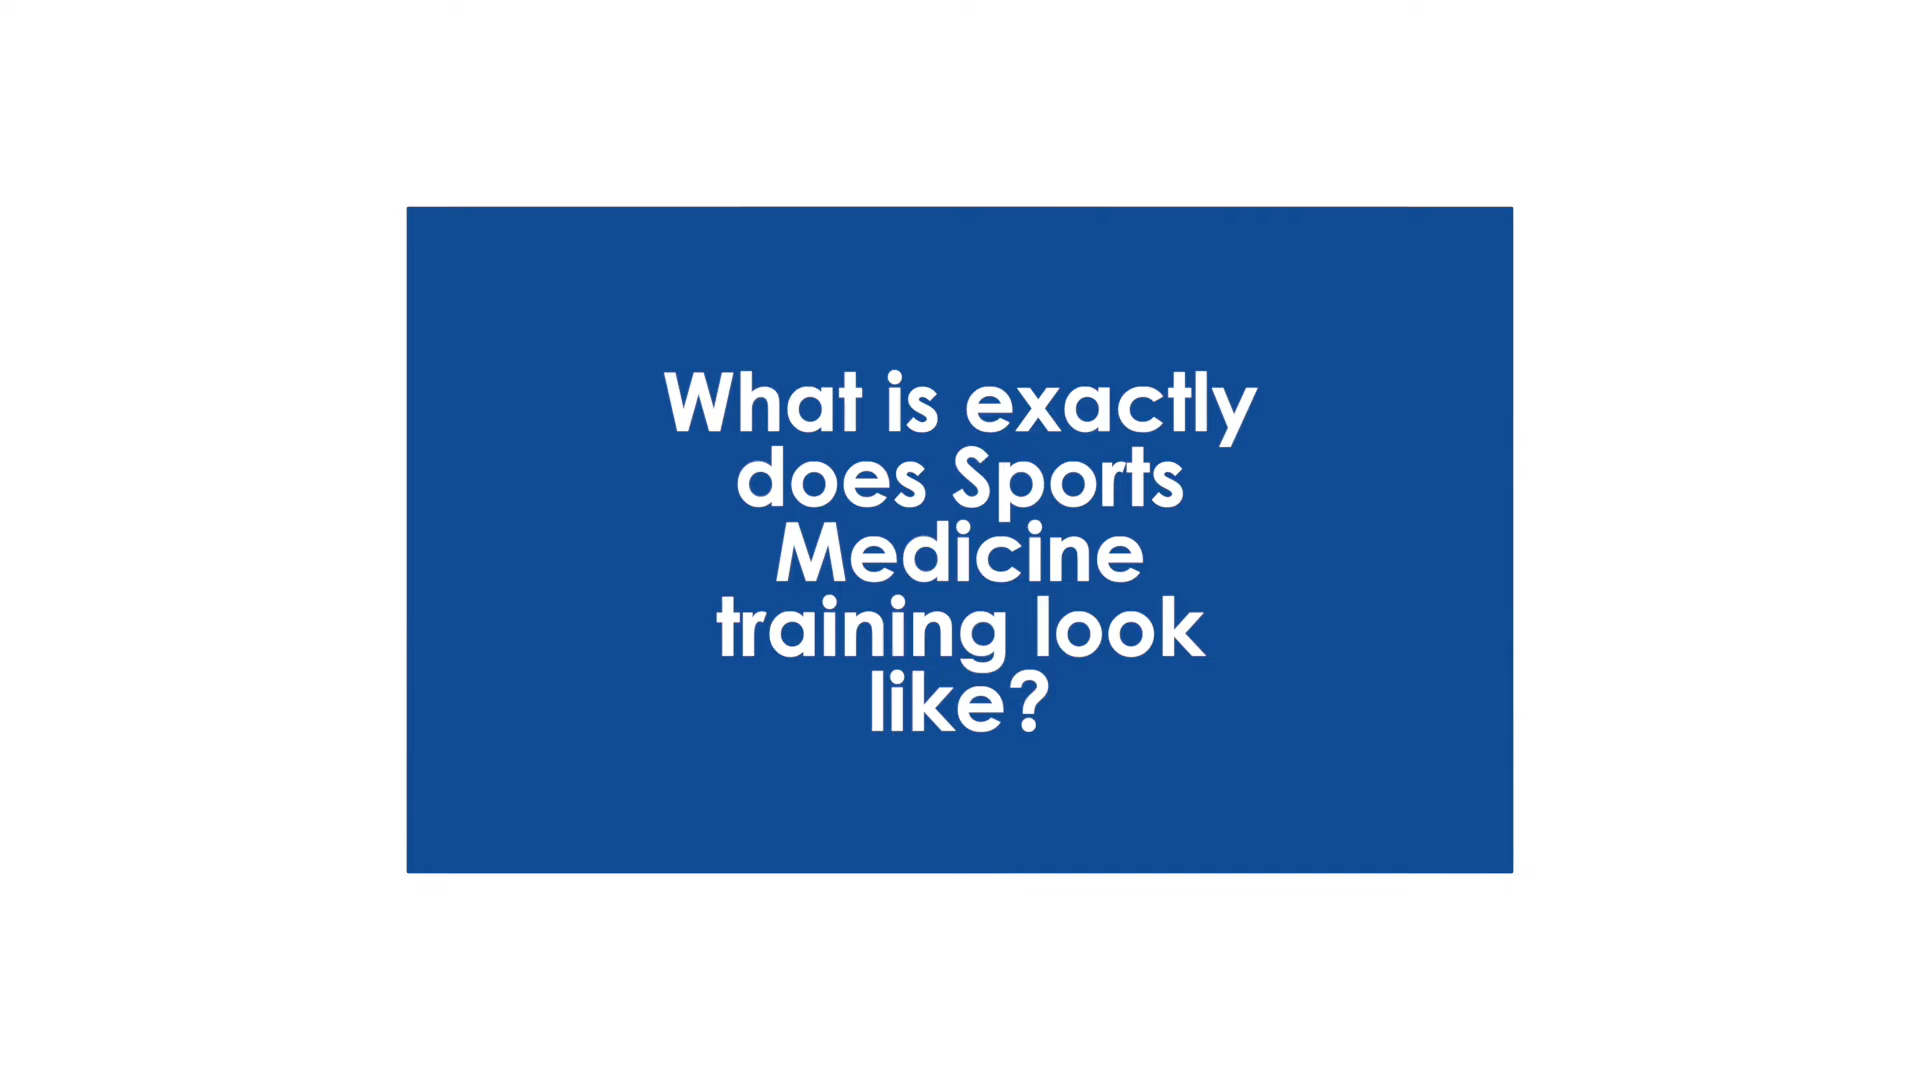 What is exactly
does Sports
Medicine
training look
like?